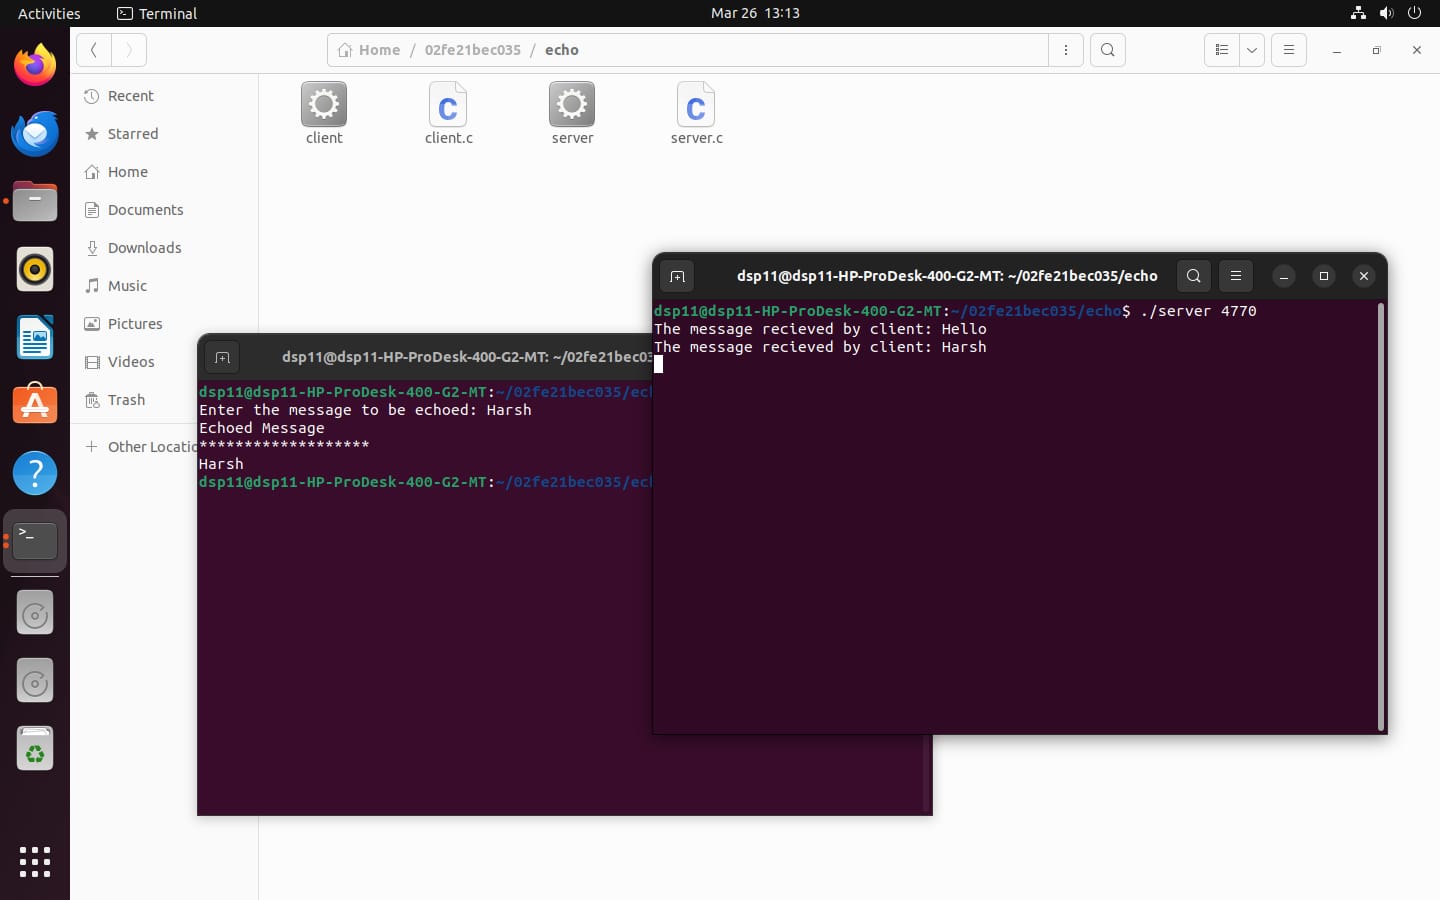 Activities Terminal Mar 26 13:13
Home / 02fe21bec035 / echo
Recent
Starred
Home
Documents
Downloads
Music
Pictures
Videos
Trash
+ Other Locatio
client client.c server server.c
dsp11@dsp11-HP-ProDesk-400-G2-MT: ~/02fe21bec03
dsp11@dsp11-HP-ProDesk-400-G2-MT:~/02fe21bec035/ech
Enter the message to be echoed: Harsh
Echoed Message
*******************
Harsh
dsp11@dsp11-HP-ProDesk-400-G2-MT:~/02fe21bec035/ech
dsp11@dsp11-HP-ProDesk-400-G2-MT: ~/02fe21bec035/echo
dsp11@dsp11-HP-ProDesk-400-G2-MT:~/02fe21bec035/echo$ ./server 4770
The message recieved by client: Hello
The message recieved by client: Harsh